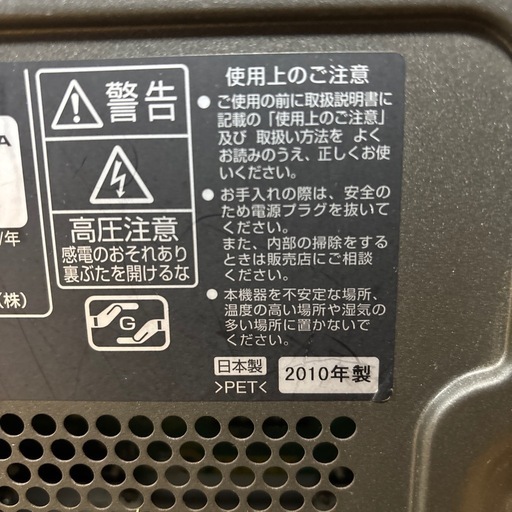 A
/年
(株)
警告
高圧注意
感電のおそれあり
裏ぶたを開けるな
G
使用上のご注意
● ご使用の前に取扱説明書に
記載の「使用上のご注意」
及び 取扱い方法を よく
お読みのうえ、正しくお使
いください。
● お手入れの際は、安全の
ため電源プラグを抜いて
ください。
また、内部の掃除をする
ときは販売店にご相談
ください。
● 本機器を不安定な場所、
温度の高い場所や湿気の
多い場所に置かないで
ください。
日本製
>PET<
2010年製